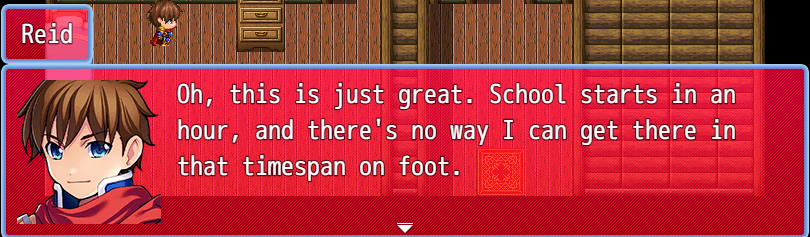 Reid
Oh, this is just great. School starts in an
hour, and there's no way I can get there in
that timespan on foot.